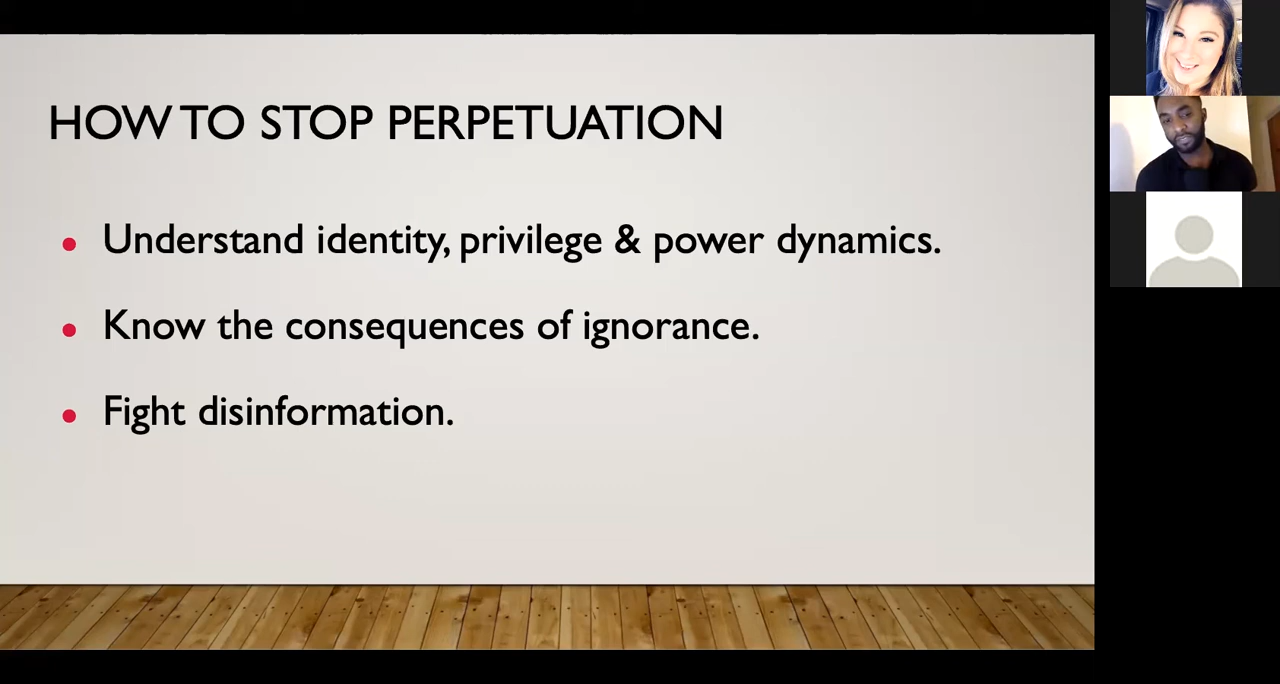 HOW TO STOP PERPETUATION
Understand identity, privilege & power dynamics.
Know the consequences of ignorance.
Fight disinformation.